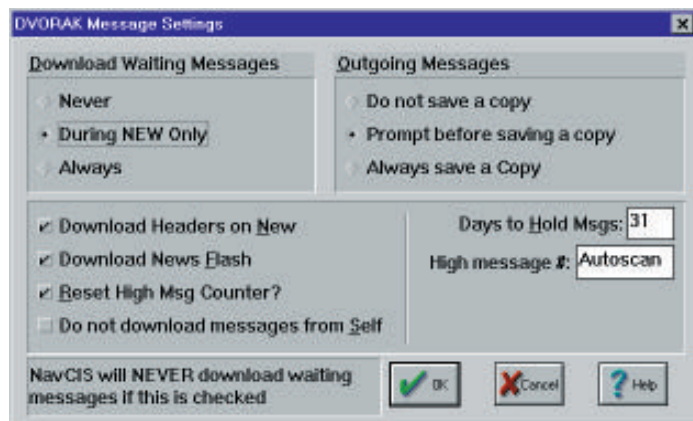 DVORAK Message Settings
Download Waiting Messages
Never
During NEW Only
Always
Outgoing Messages
Do not save a copy
Prompt before saving a copy
Always save a Copy
Download Headers on New
Download News Flash
Reset High Msg Counter?
Do not download messages from Self
Days to Hold Msgs: 31
High message #: Autoscan
NavCIS will NEVER download waiting
messages if this is checked
OK
Cancel
Help